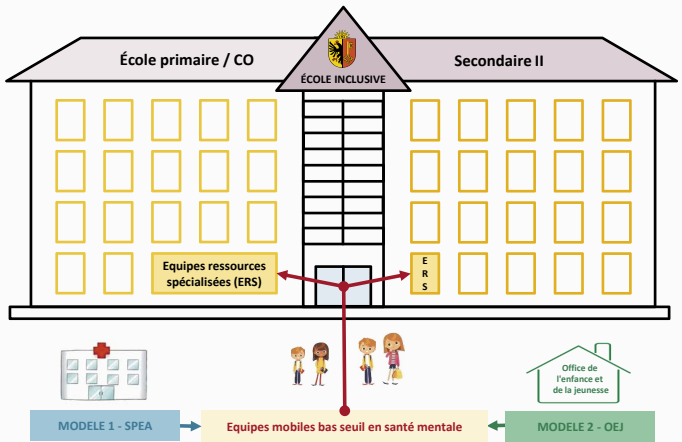 École primaire / CO
ÉCOLE INCLUSIVE
Secondaire II
Equipes ressources
spécialisées (ERS)
E
R
S
Office de
l'enfance et
de la jeunesse
MODELE 1 - SPEA
Equipes mobiles bas seuil en santé mentale
MODELE 2 - OEJ